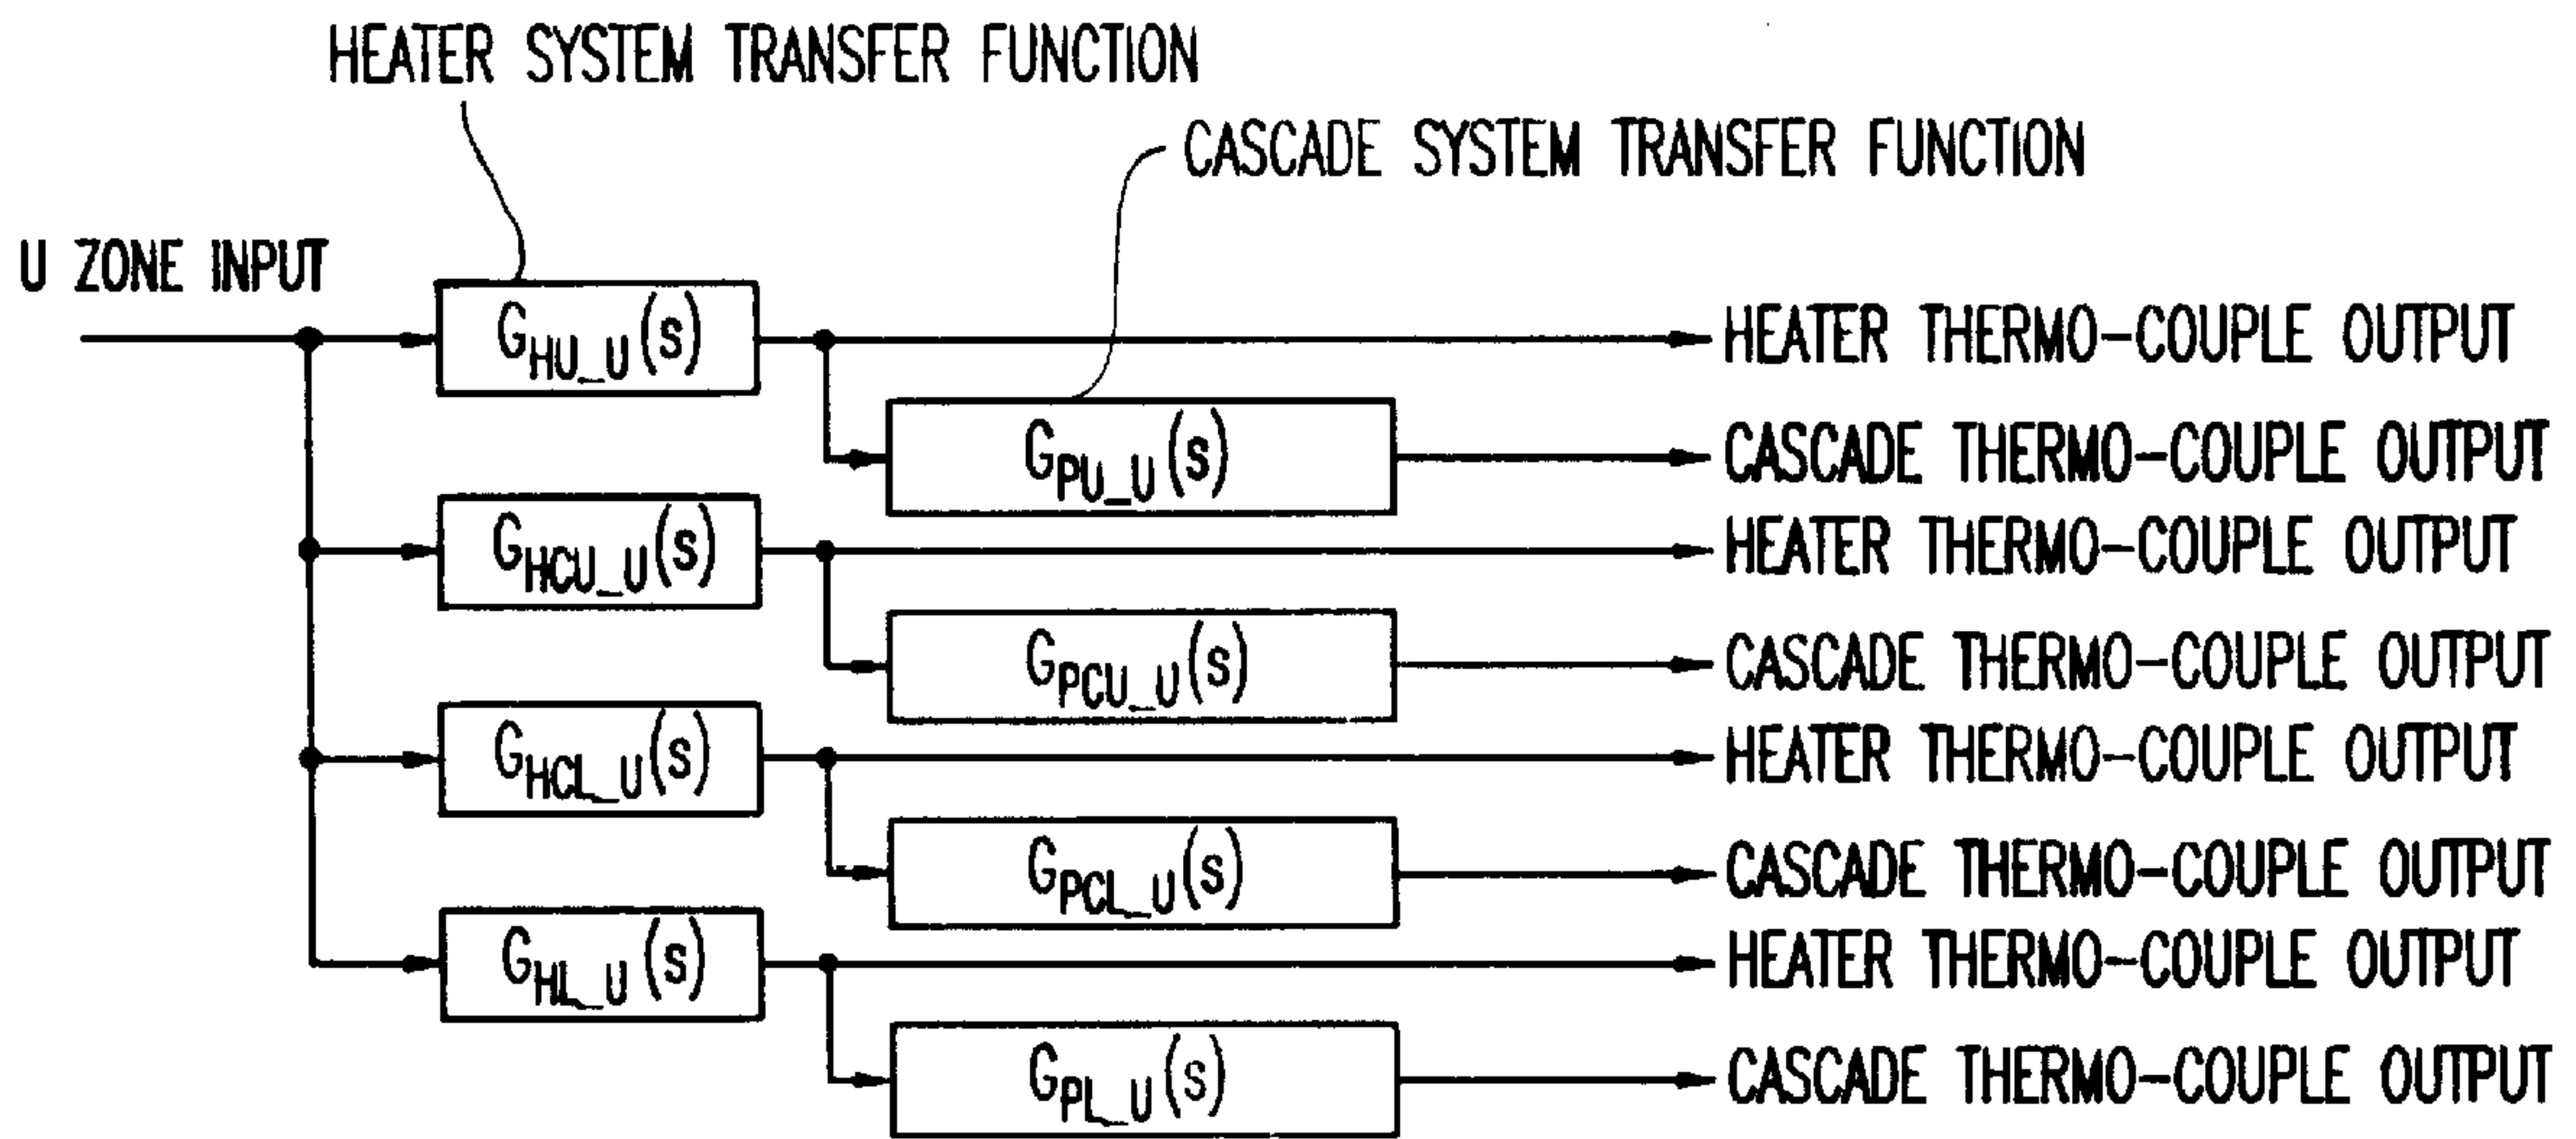 HEATER SYSTEM TRANSFER FUNCTION
CASCADE SYSTEM TRANSFER FUNCTION
U ZONE INPUT
GHU_U(s)
HEATER THERMO-COUPLE OUTPUT
GPU_U(s)
CASCADE THERMO-COUPLE OUTPUT
GHCU_U(s)
HEATER THERMO-COUPLE OUTPUT
GPCU_U(s)
CASCADE THERMO-COUPLE OUTPUT
GHCL_U(s)
HEATER THERMO-COUPLE OUTPUT
GPCL_U(s)
CASCADE THERMO-COUPLE OUTPUT
GHL_U(s)
HEATER THERMO-COUPLE OUTPUT
GPL_U(s)
CASCADE THERMO-COUPLE OUTPUT